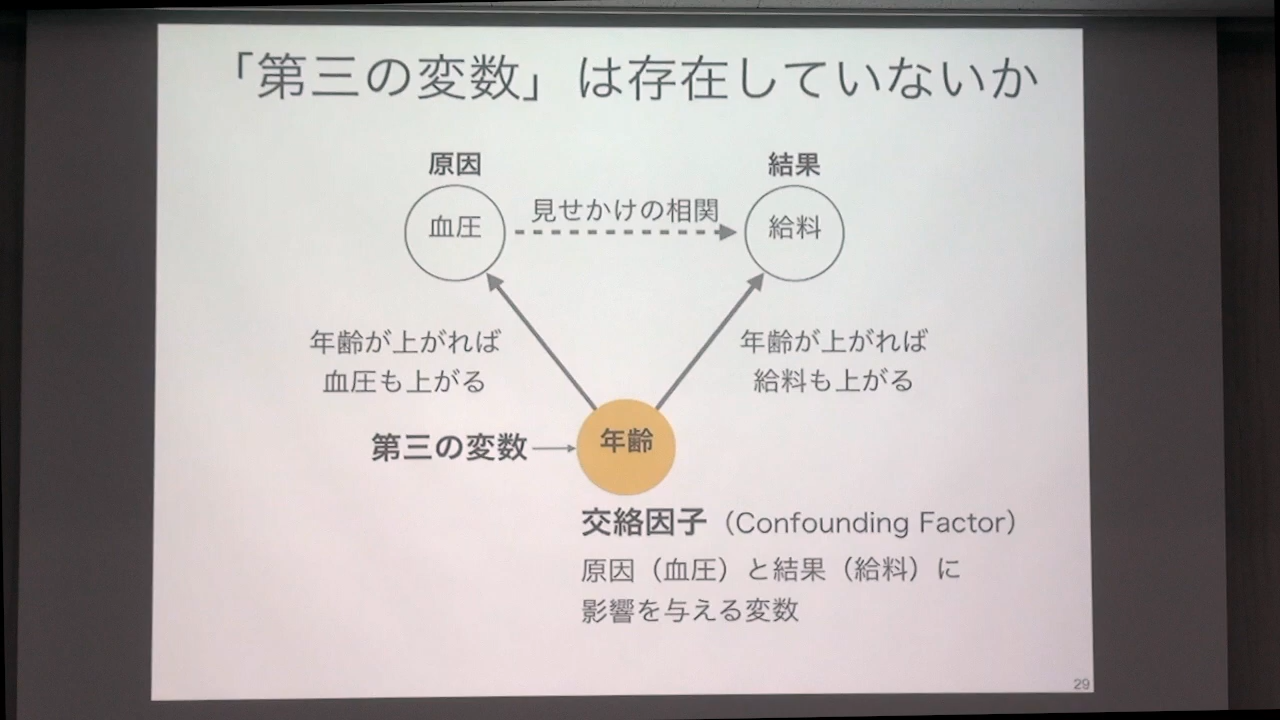 「第三の変数」は存在していないか
原因
結果
血圧
見せかけの相関
給料
年齢が上がれば
血圧も上がる
年齢が上がれば
給料も上がる
第三の変数
年齢
交絡因子（Confounding Factor）
原因（血圧）と結果（給料）に
影響を与える変数
29